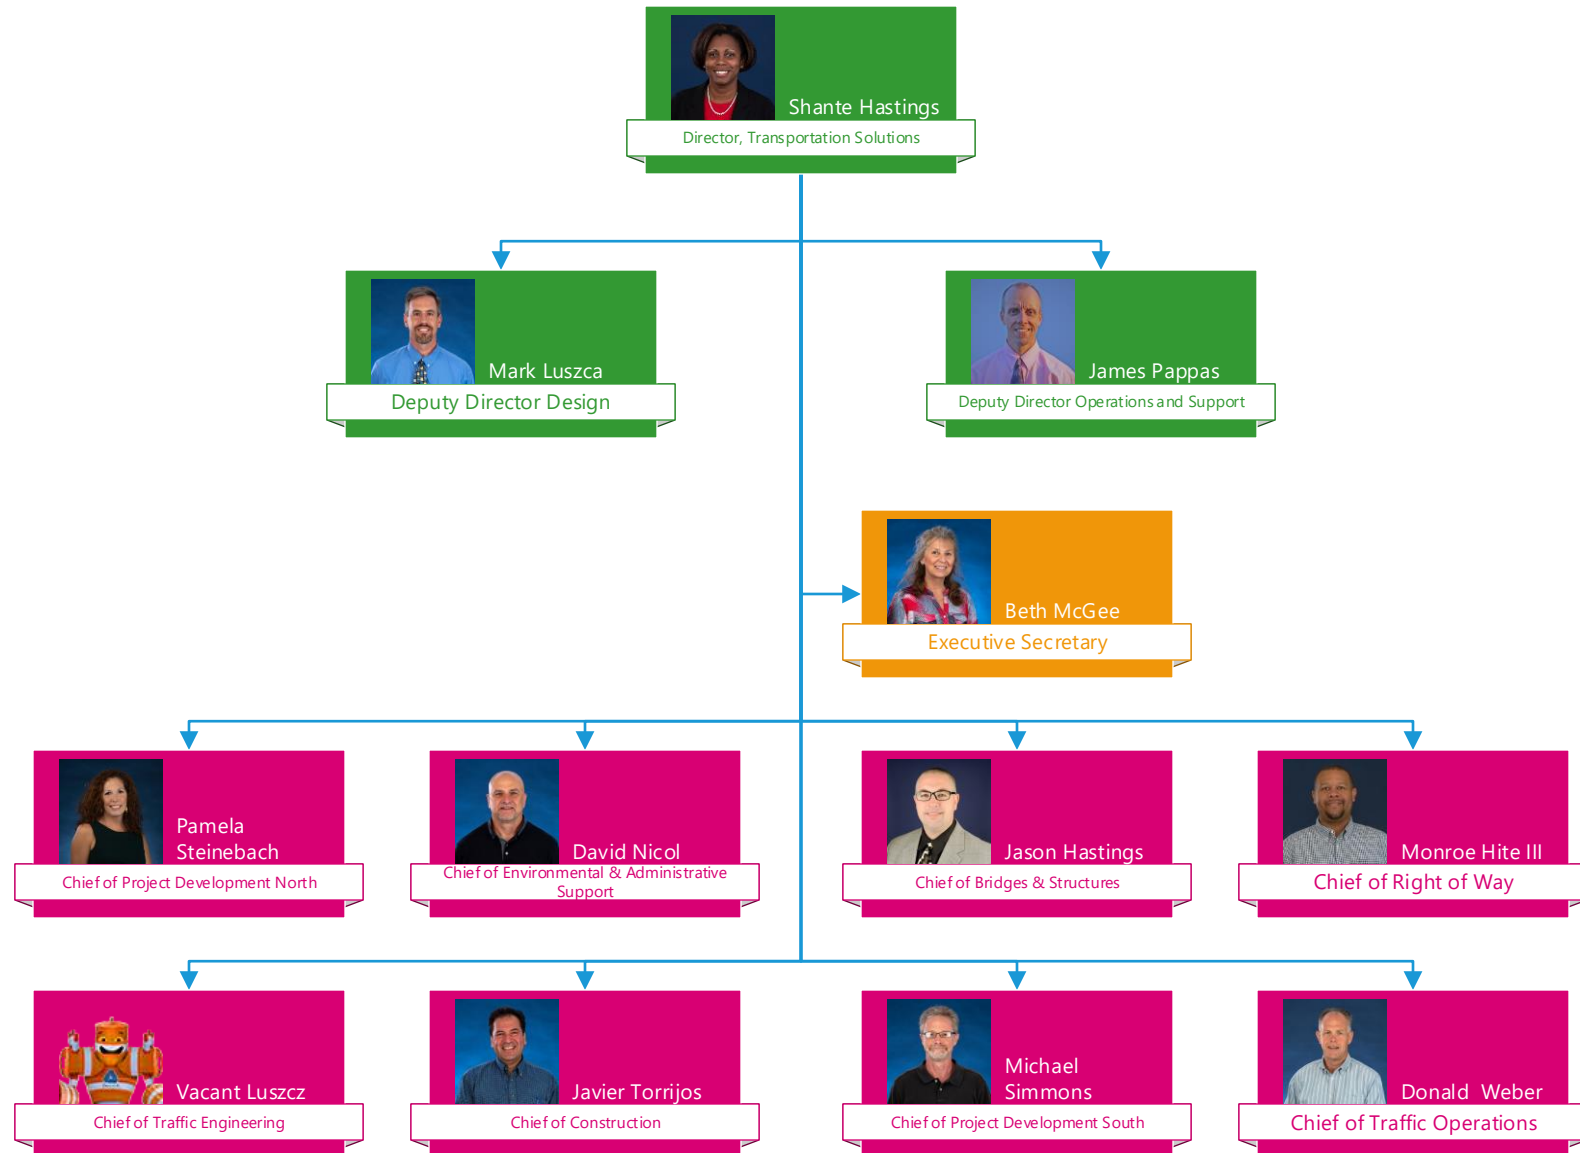 Shante Hastings
Director, Transportation Solutions
Mark Luszca
Deputy Director Design
James Pappas
Deputy Director Operations and Support
Beth McGee
Executive Secretary
Pamela
Steinebach
Chief of Project Development North
David Nicol
Chief of Environmental & Administrative
Support
Jason Hastings
Chief of Bridges & Structures
Monroe Hite III
Chief of Right of Way
Vacant Luszcz
Chief of Traffic Engineering
Javier Torrijos
Chief of Construction
Michael
Simmons
Chief of Project Development South
Donald  Weber
Chief of Traffic Operations